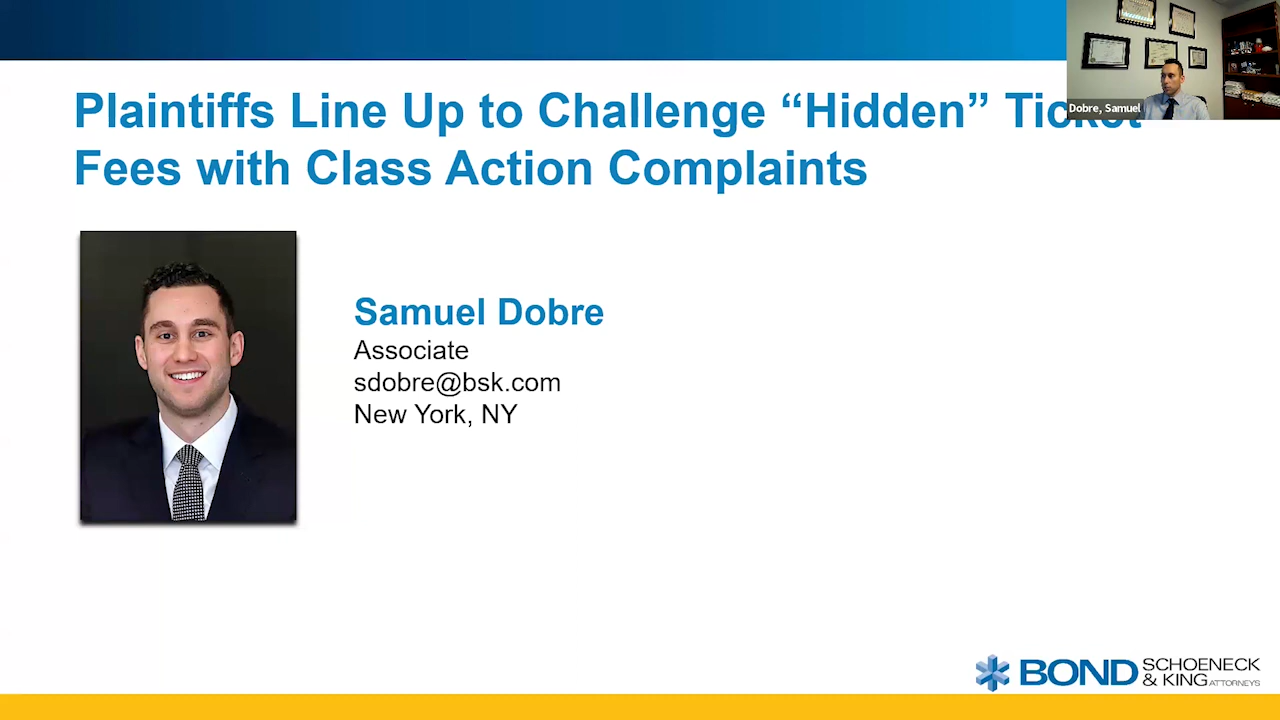 Plaintiffs Line Up to Challenge “Hidden” Ticket
Fees with Class Action Complaints
Dobre, Samuel
Samuel Dobre
Associate
sdobre@bsk.com
New York, NY
BOND SCHOENECK
& KING ATTORNEYS